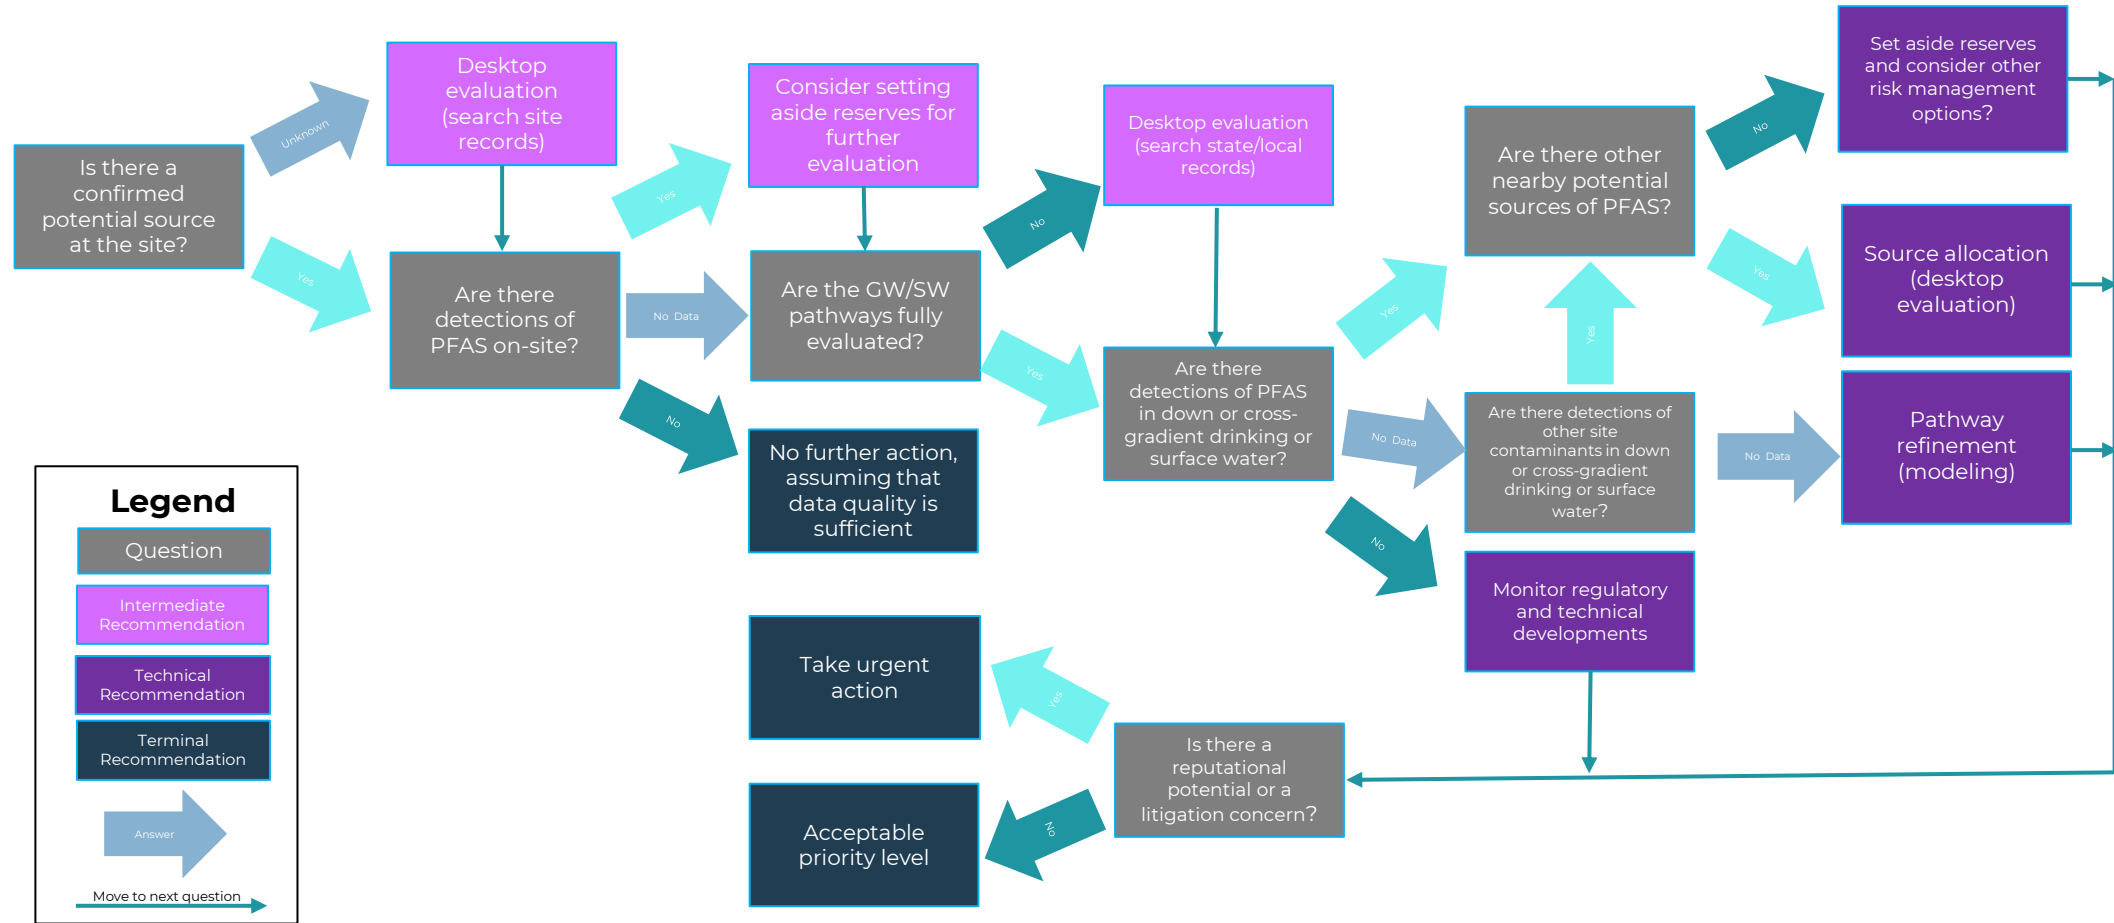 Is there a
confirmed
potential source
at the site?
Unknown
Yes
Desktop
evaluation
(search site
records)
Are there
detections of
PFAS on-site?
Yes
No Data
No
Consider setting
aside reserves for
further
evaluation
Are the GW/SW
pathways fully
evaluated?
No further action,
assuming that
data quality is
sufficient
No
Yes
Desktop evaluation
(search state/local
records)
Are there
detections of PFAS
in down or cross-
gradient drinking or
surface water?
Yes
No Data
No
Are there other
nearby potential
sources of PFAS?
Yes
Are there detections of
other site
contaminants in down
or cross-gradient
drinking or surface
water?
Monitor regulatory
and technical
developments
No
Yes
No Data
Set aside reserves
and consider other
risk management
options?
Source allocation
(desktop
evaluation)
Pathway
refinement
(modeling)
Is there a
reputational
potential or a
litigation concern?
Yes
No
Take urgent
action
Acceptable
priority level
Legend
Question
Intermediate
Recommendation
Technical
Recommendation
Terminal
Recommendation
Answer
Move to next question